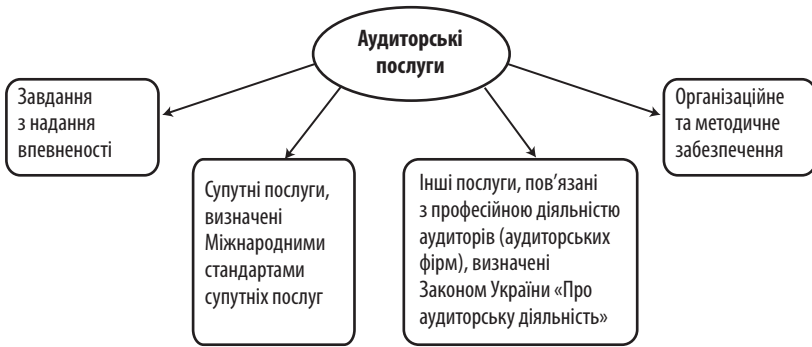 Аудиторські
послуги
Завдання
з надання
впевненості
Організаційне
та методичне
забезпечення
Супутні послуги,
визначені
Міжнародними
стандартами
супутніх послуг
Інші послуги, пов’язані
з професійною діяльністю
аудиторів (аудиторських
фірм), визначені
Законом України «Про
аудиторську діяльність»